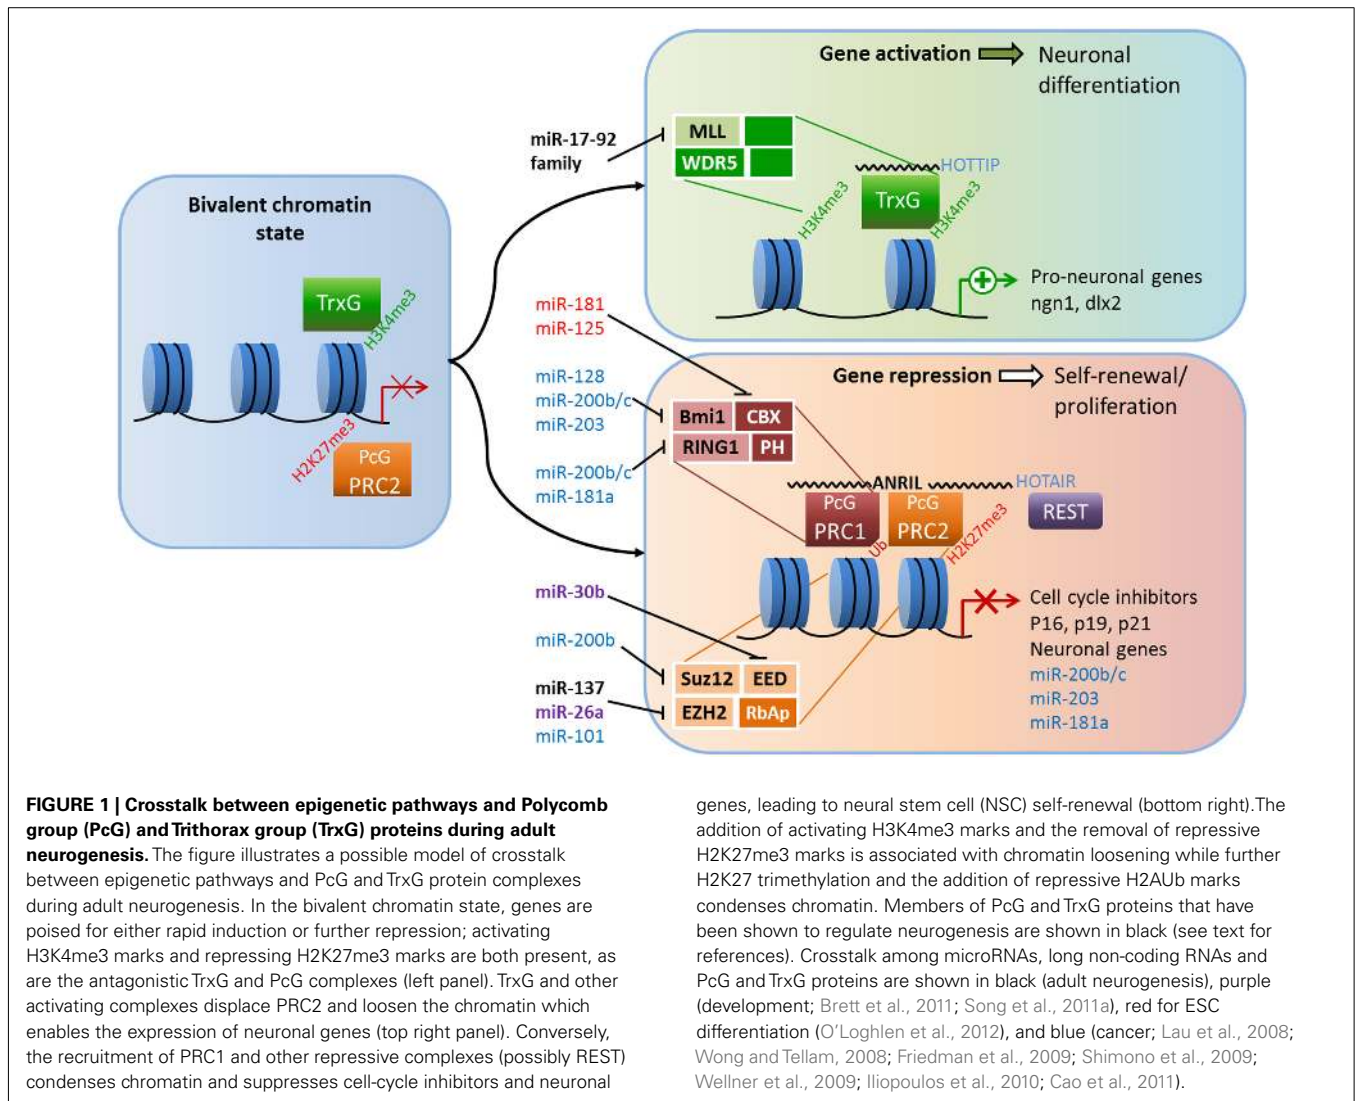 Gene activation
Neuronal
differentiation
miR-17-92
family
MLL
WDR5
HOTTIP
TrxG
H3K4me3
H3K4me3
Pro-neuronal genes
ngn1, dlx2
Bivalent chromatin
state
TrxG
H3K4me3
H2K27me3
PcG
PRC2
miR-181
miR-125
miR-128
miR-200b/c
miR-203
miR-200b/c
miR-181a
Gene repression
Self-renewal/
proliferation
Bmi1 CBX
RING1 PH
ANRIL
HOTAIR
PcG
PRC1
PcG
PRC2
REST
Ub
H2K27me3
miR-30b
miR-200b
miR-137
miR-26a
miR-101
Suz12 EED
EZH2 RbAp
Cell cycle inhibitors
P16, p19, p21
Neuronal genes
miR-200b/c
miR-203
miR-181a
FIGURE 1 | Crosstalk between epigenetic pathways and Polycomb
group (PcG) and Trithorax group (TrxG) proteins during adult
neurogenesis. The figure illustrates a possible model of crosstalk
between epigenetic pathways and PcG and TrxG protein complexes
during adult neurogenesis. In the bivalent chromatin state, genes are
poised for either rapid induction or further repression; activating
H3K4me3 marks and repressing H2K27me3 marks are both present, as
are the antagonistic TrxG and PcG complexes (left panel). TrxG and other
activating complexes displace PRC2 and loosen the chromatin which
enables the expression of neuronal genes (top right panel). Conversely,
the recruitment of PRC1 and other repressive complexes (possibly REST)
condenses chromatin and suppresses cell-cycle inhibitors and neuronal
genes, leading to neural stem cell (NSC) self-renewal (bottom right).The
addition of activating H3K4me3 marks and the removal of repressive
H2K27me3 marks is associated with chromatin loosening while further
H2K27 trimethylation and the addition of repressive H2AUb marks
condenses chromatin. Members of PcG and TrxG proteins that have
been shown to regulate neurogenesis are shown in black (see text for
references). Crosstalk among microRNAs, long non-coding RNAs and
PcG and TrxG proteins are shown in black (adult neurogenesis), purple
(development; Brett et al., 2011; Song et al., 2011a), red for ESC
differentiation (O'Loghlen et al., 2012), and blue (cancer; Lau et al., 2008;
Wong and Tellam, 2008; Friedman et al., 2009; Shimono et al., 2009;
Wellner et al., 2009; Iliopoulos et al., 2010; Cao et al., 2011).